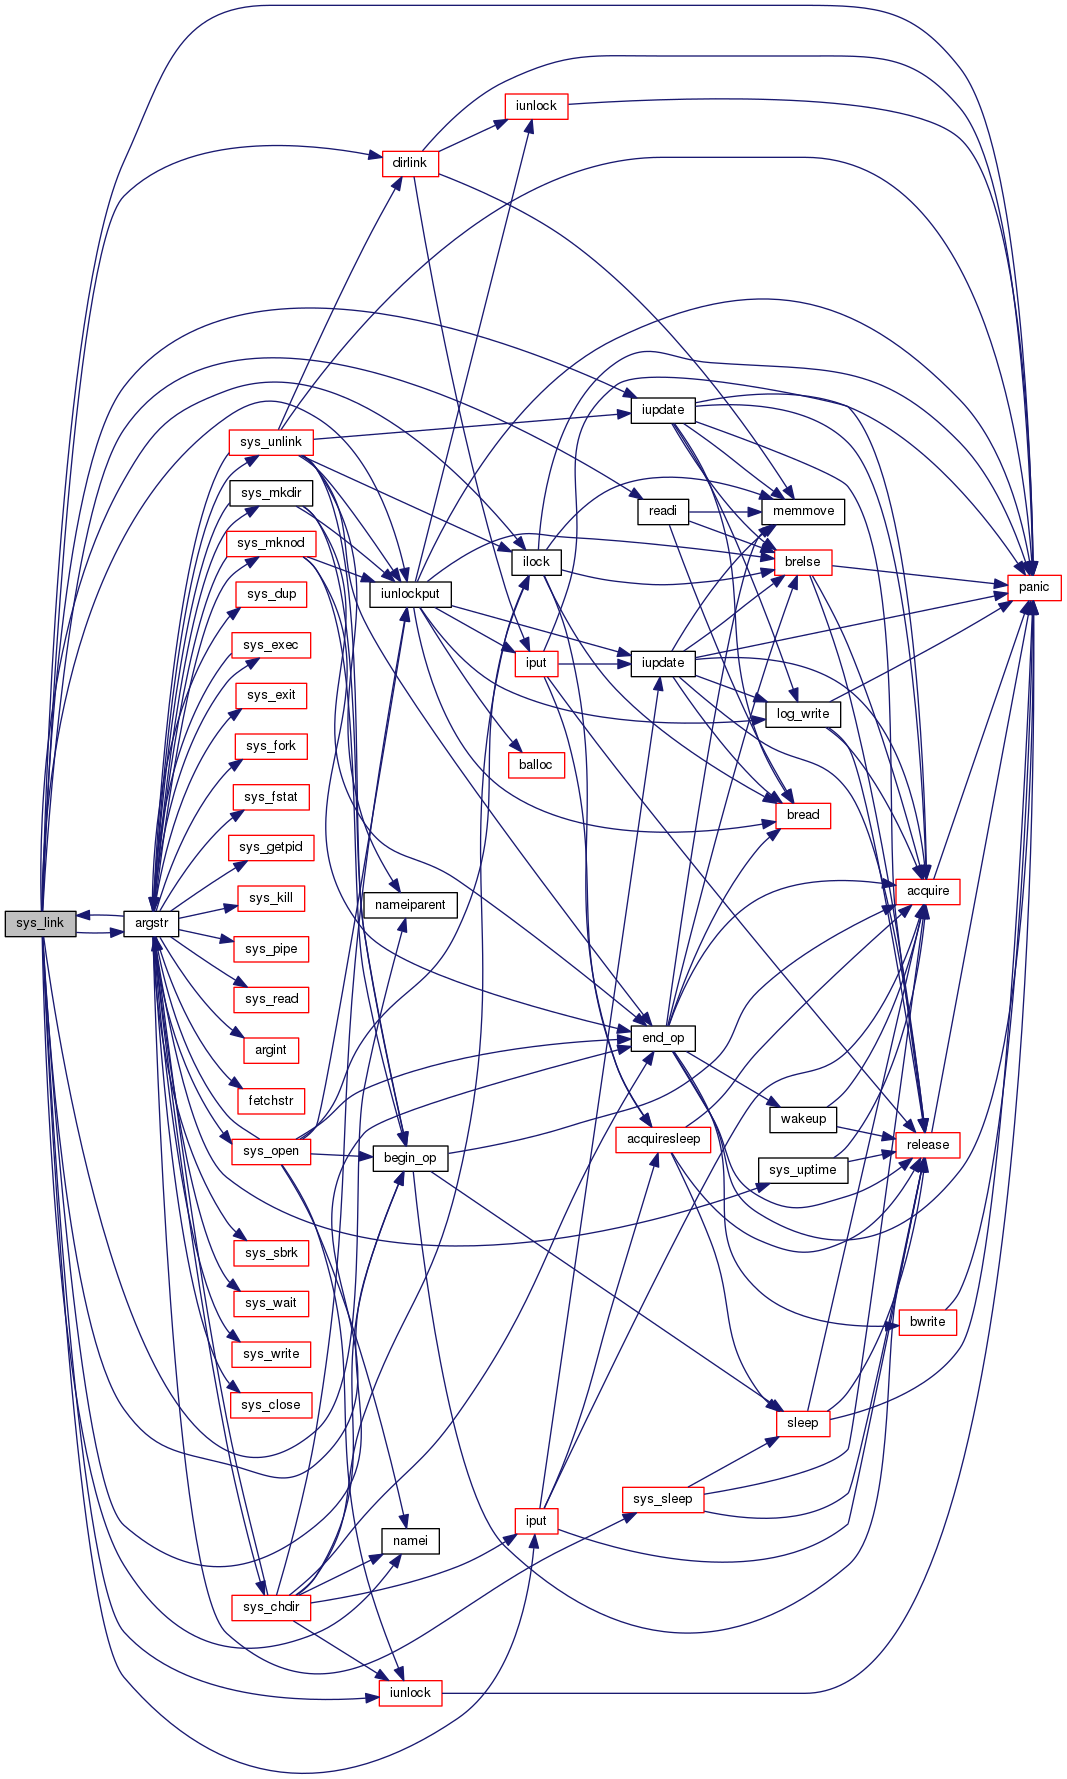 iunlock
dirlink
iupdate
sys_unlink
sys_mkdir
readi
memmove
sys_mknod
ilock
brelse
panic
sys_dup
iunlockput
sys_exec
iput
iupdate
sys_exit
log_write
sys_fork
balloc
sys_fstat
bread
sys_getpid
sys_kill
acquire
nameiparent
sys_link
argstr
sys_pipe
sys_read
end_op
argint
fetchstr
wakeup
acquiresleep
release
sys_open
begin_op
sys_uptime
sys_sbrk
sys_wait
bwrite
sys_write
sys_close
sleep
sys_sleep
iput
namei
sys_chdir
iunlock